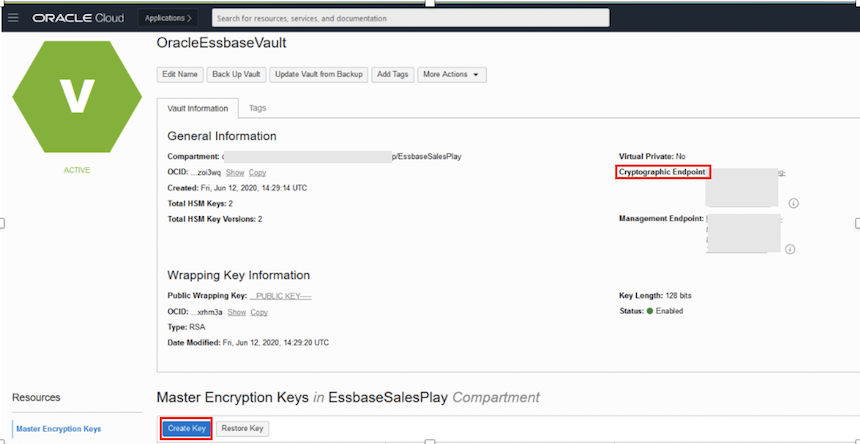 ORACLE Cloud Applications > Search for resources, services, and documentation
OracleEssbaseVault
Edit Name Back Up Vault Update Vault from Backup Add Tags More Actions
V
ACTIVE
Vault Information Tags
General Information
Compartment: p/EssbaseSalesPlay
OCID: ...zoi3wq Show Copy
Created: Fri, Jun 12, 2020, 14:29:14 UTC
Total HSM Keys: 2
Total HSM Key Versions: 2
Virtual Private: No
Cryptographic Endpoint
Management Endpoint:
Wrapping Key Information
Public Wrapping Key: ...PUBLIC KEY-----
OCID: ...xrhm3a Show Copy
Type: RSA
Date Modified: Fri, Jun 12, 2020, 14:29:20 UTC
Key Length: 128 bits
Status: Enabled
Resources
Master Encryption Keys
Master Encryption Keys in EssbaseSalesPlay Compartment
Create Key Restore Key